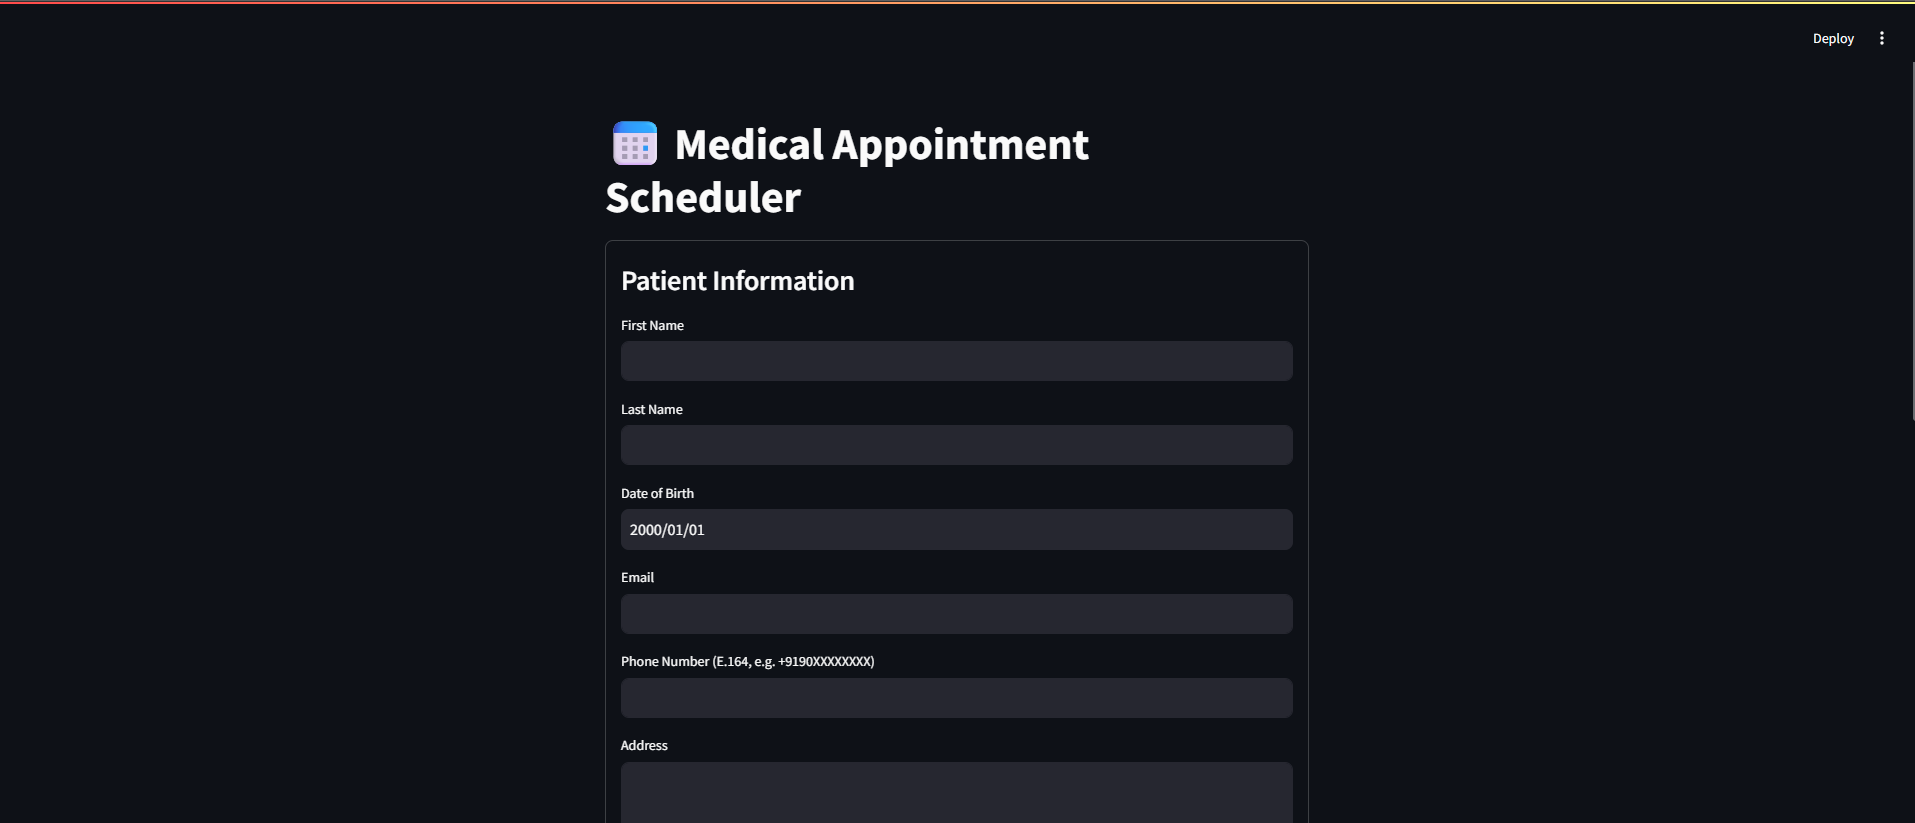 Deploy
Medical Appointment
Scheduler
Patient Information
First Name
Last Name
Date of Birth
2000/01/01
Email
Phone Number (E.164, e.g. +9190XXXXXXXX)
Address